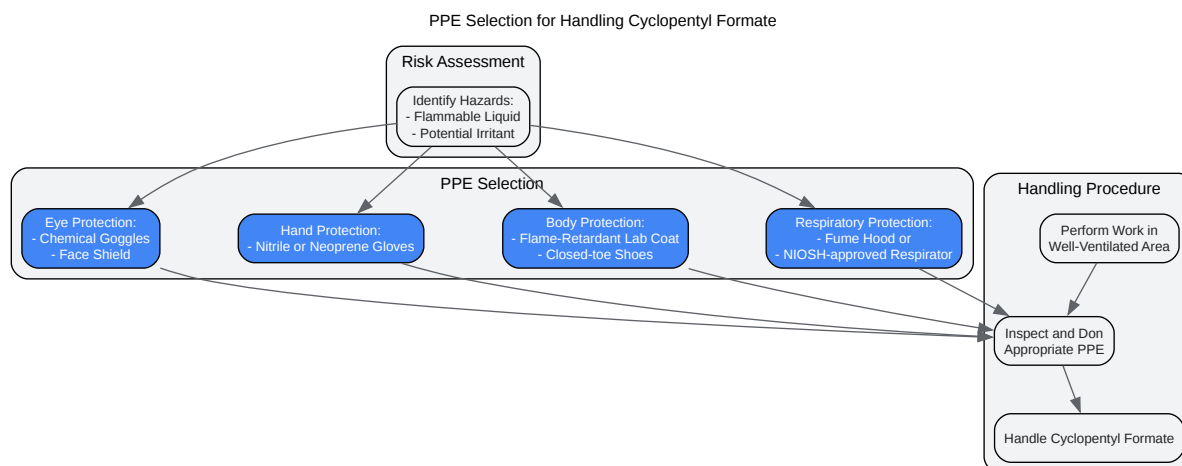 PPE Selection for Handling Cyclopentyl Formate
Risk Assessment
Identify Hazards:
- Flammable Liquid
- Potential Irritant
PPE Selection
Eye Protection:
- Chemical Goggles
- Face Shield
Hand Protection:
- Nitrile or Neoprene Gloves
Body Protection:
- Flame-Retardant Lab Coat
- Closed-toe Shoes
Respiratory Protection:
- Fume Hood or
- NIOSH-approved Respirator
Handling Procedure
Perform Work in
Well-Ventilated Area
Inspect and Don
Appropriate PPE
Handle Cyclopentyl Formate